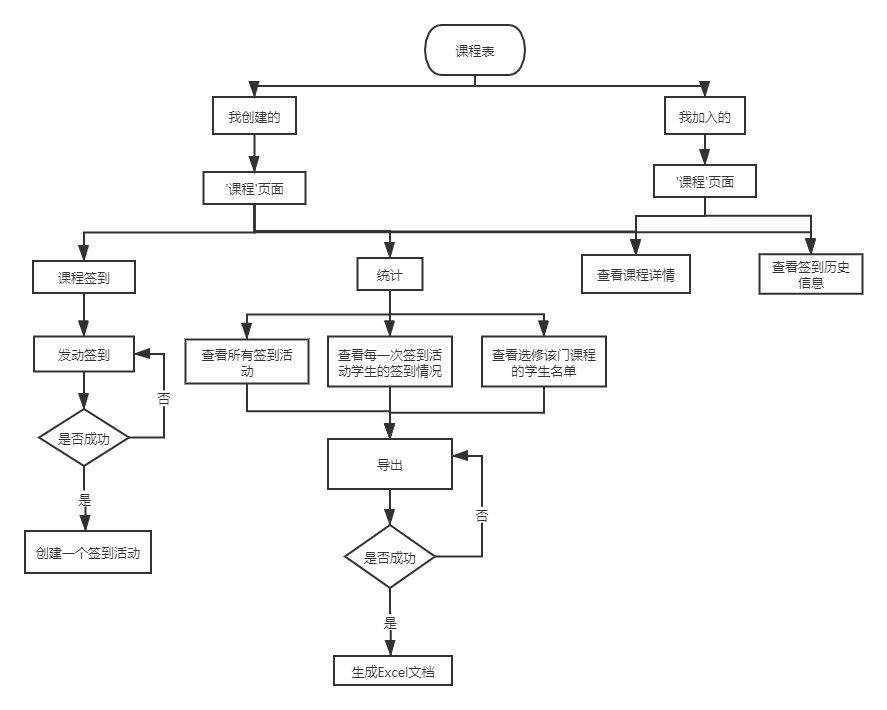 课程表
我创建的
我加入的
'课程'页面
'课程'页面
课程签到
统计
查看课程详情
查看签到历史
信息
发动签到
查看所有签到活
动
查看每一次签到活
动学生的签到情况
查看选修该门课程
的学生名单
否
是否成功
导出
是
否
创建一个签到活动
是否成功
是
生成Excel文档